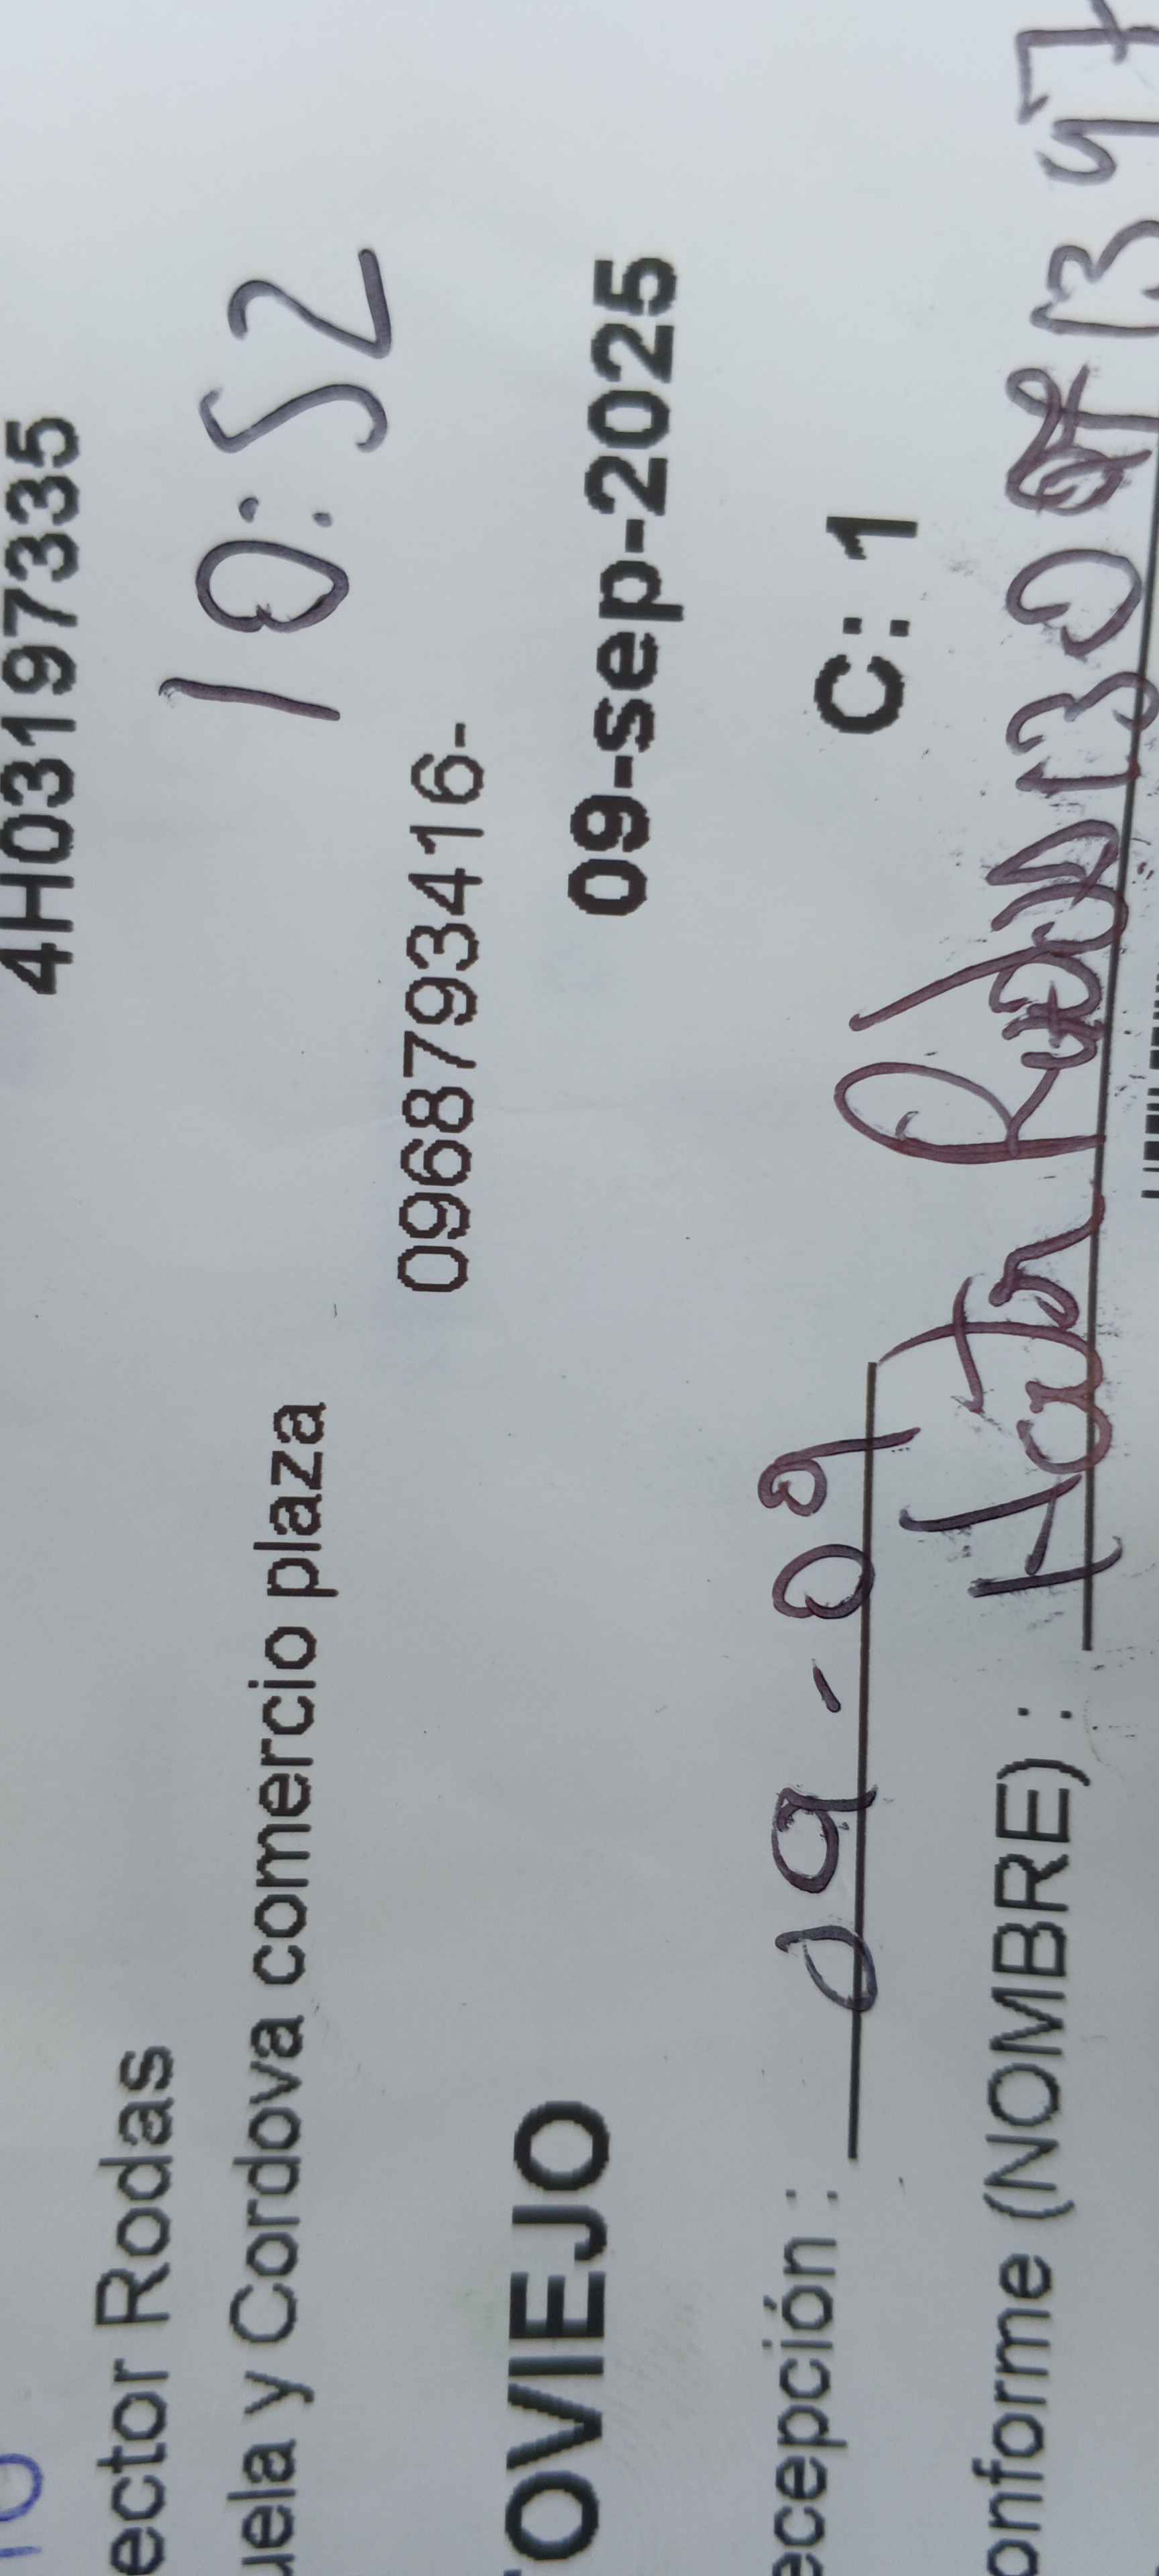 4H03197335
ector Rodas
10:52
uela y Cordova comercio plaza
0968793416-
OVIEJO
09-sep-2025
ecepción : 09-09
C: 1
onforme (NOMBRE) :